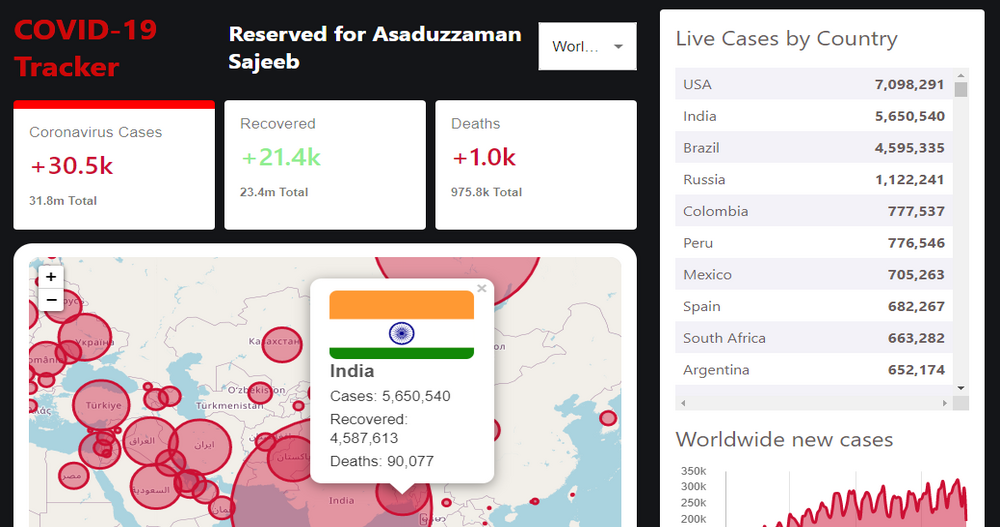 COVID-19
Tracker
Reserved for Asaduzzaman
Sajeeb
Worl...
Coronavirus Cases
+30.5k
31.8m Total
Recovered
+21.4k
23.4m Total
Deaths
+1.0k
975.8k Total
Live Cases by Country
USA 7,098,291
India 5,650,540
Brazil 4,595,335
Russia 1,122,241
Colombia 777,537
Peru 776,546
Mexico 705,263
Spain 682,267
South Africa 663,282
Argentina 652,174
+
−
Україна
Казахстан
O'zbekiston
Türkmenistan
Türkiye
العراق
ایران
پاکستان
مصر
السعودية
India
×
India
Cases: 5,650,540
Recovered:
4,587,613
Deaths: 90,077
Worldwide new cases
350k
300k
250k
200k